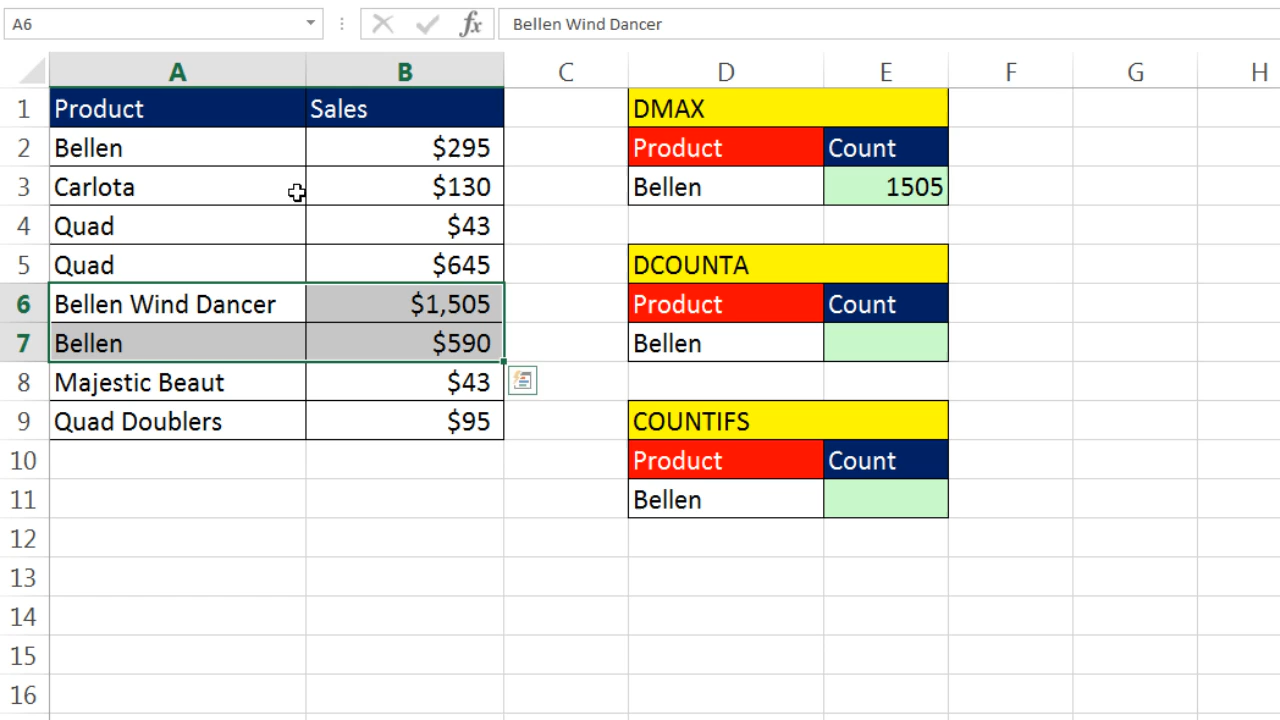 A6 fx Bellen Wind Dancer
A B C D E F G H
1 Product Sales DMAX
2 Bellen $295 Product Count
3 Carlota $130 Bellen 1505
4 Quad $43
5 Quad $645 DCOUNTA
6 Bellen Wind Dancer $1,505 Product Count
7 Bellen $590 Bellen
8 Majestic Beaut $43
9 Quad Doublers $95 COUNTIFS
10 Product Count
11 Bellen
12
13
14
15
16